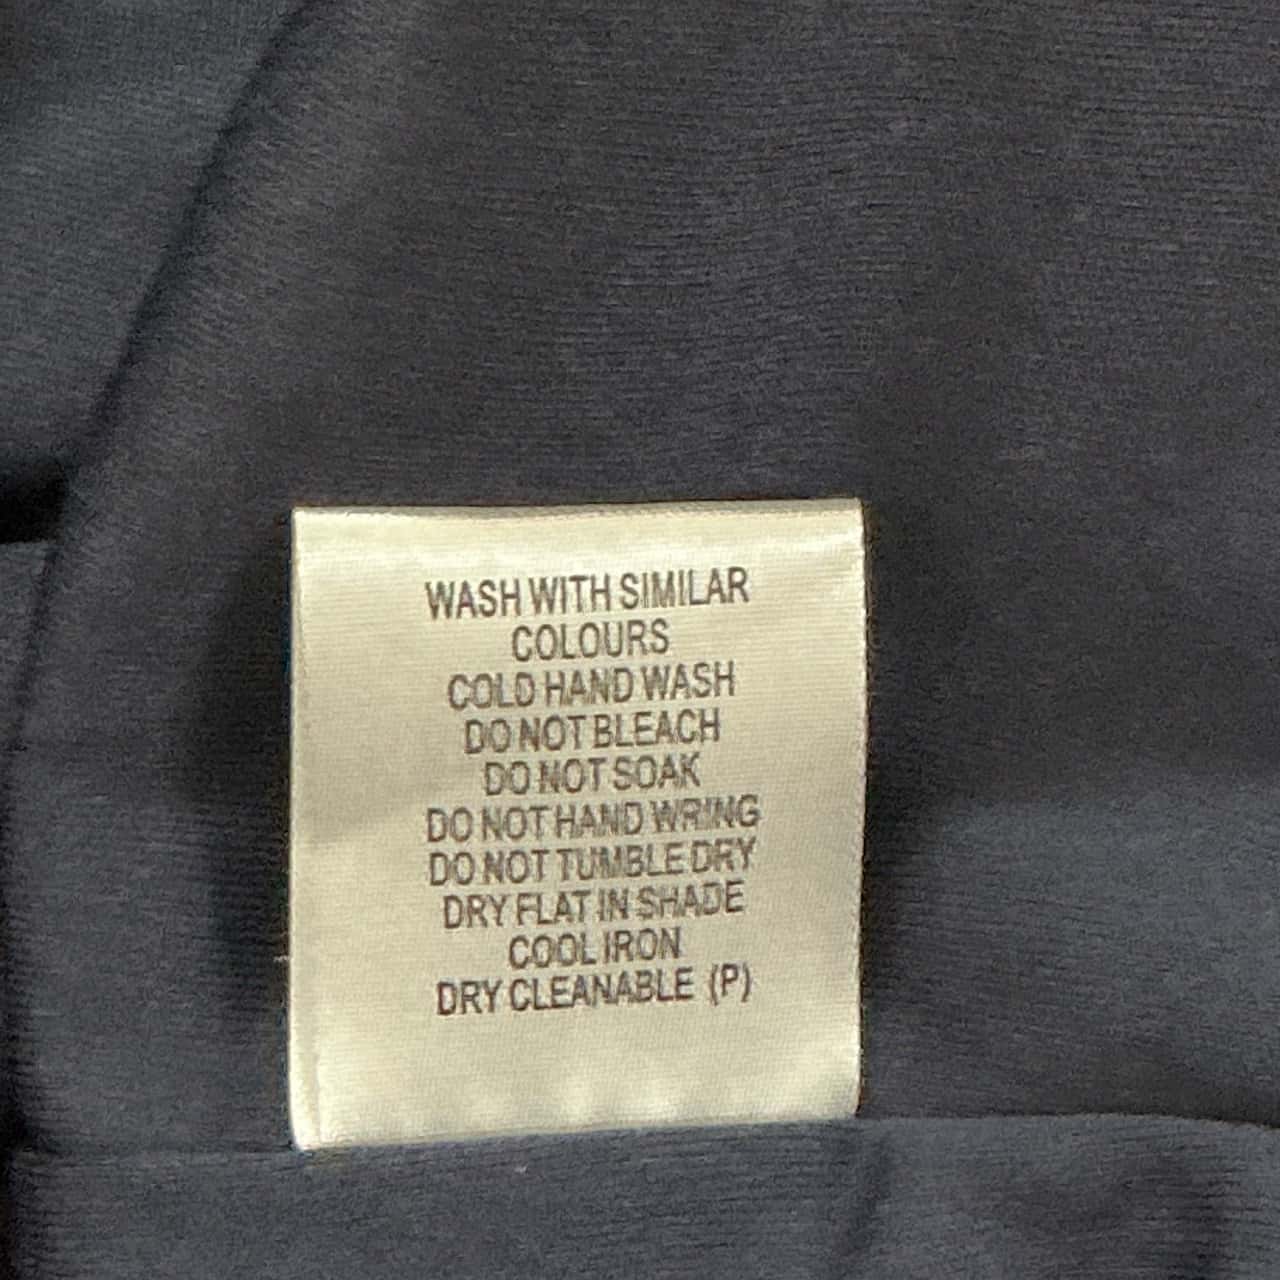 WASH WITH SIMILAR
COLOURS
COLD HAND WASH
DO NOT BLEACH
DO NOT SOAK
DO NOT HAND WRING
DO NOT TUMBLE DRY
DRY FLAT IN SHADE
COOL IRON
DRY CLEANABLE (P)